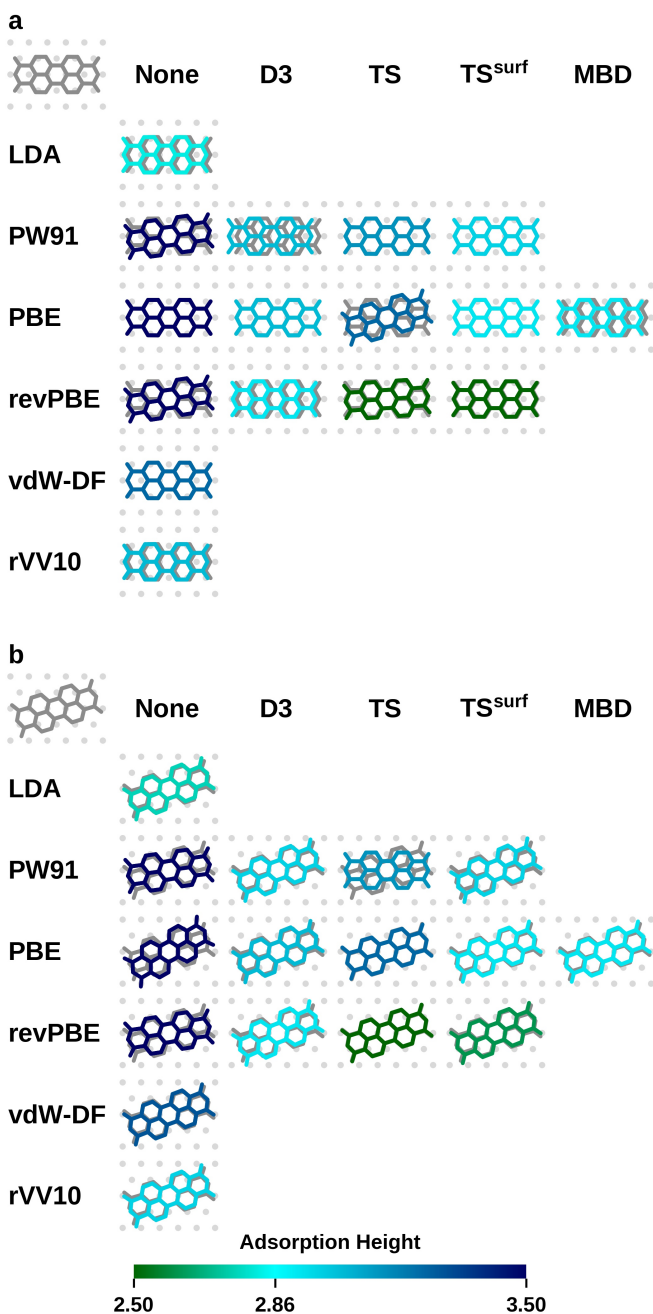 a
None D3 TS TSsurf MBD
LDA
PW91
PBE
revPBE
vdW-DF
rVV10
b
None D3 TS TSsurf MBD
LDA
PW91
PBE
revPBE
vdW-DF
rVV10
Adsorption Height
2.50 2.86 3.50